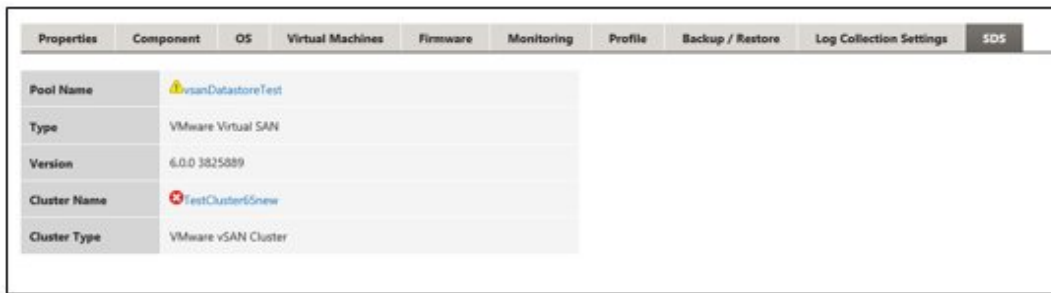 Properties Component OS Virtual Machines Firmware Monitoring Profile Backup / Restore Log Collection Settings SDS
Pool Name vsanDatastoreTest
Type VMware Virtual SAN
Version 6.0.0 3825889
Cluster Name TestCluster65new
Cluster Type VMware vSAN Cluster